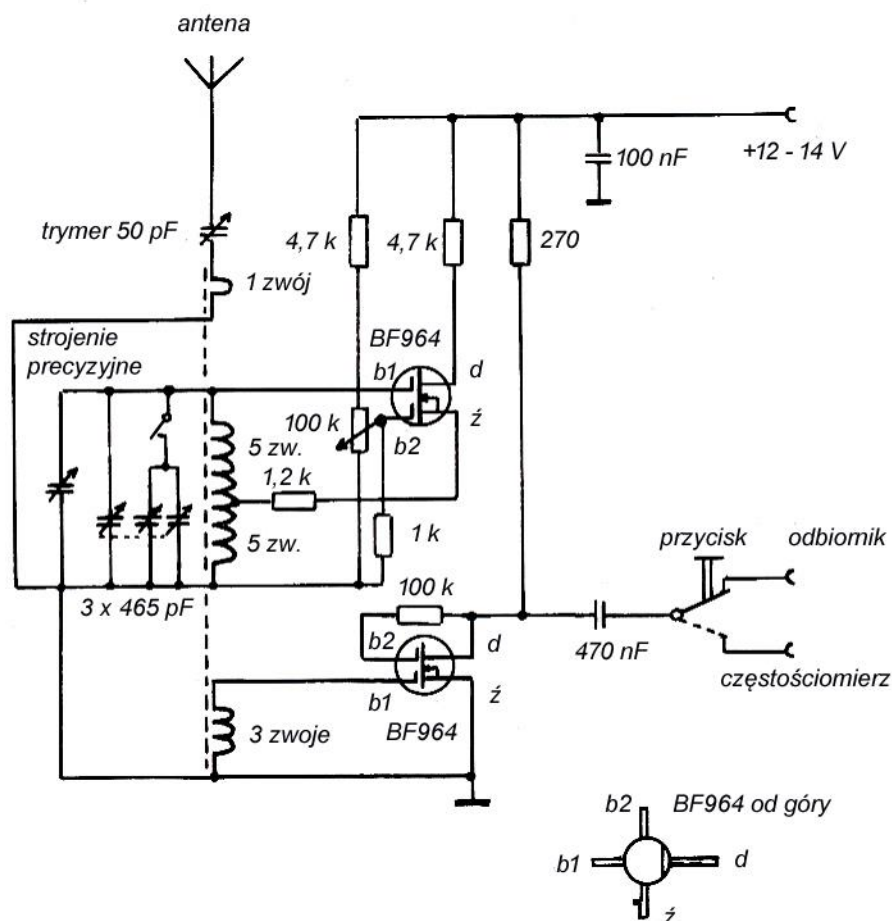 antena
+12 - 14 V
100 nF
trymer 50 pF
4,7 k
4,7 k
270
1 zwój
strojenie
precyzyjne
BF964
b1
d
ź
100 k
b2
5 zw.
1,2 k
5 zw.
1 k
przycisk
odbiornik
3 x 465 pF
100 k
b2
d
470 nF
częstościomierz
b1
ź
3 zwoje
BF964
b2
BF964 od góry
b1
d
ź